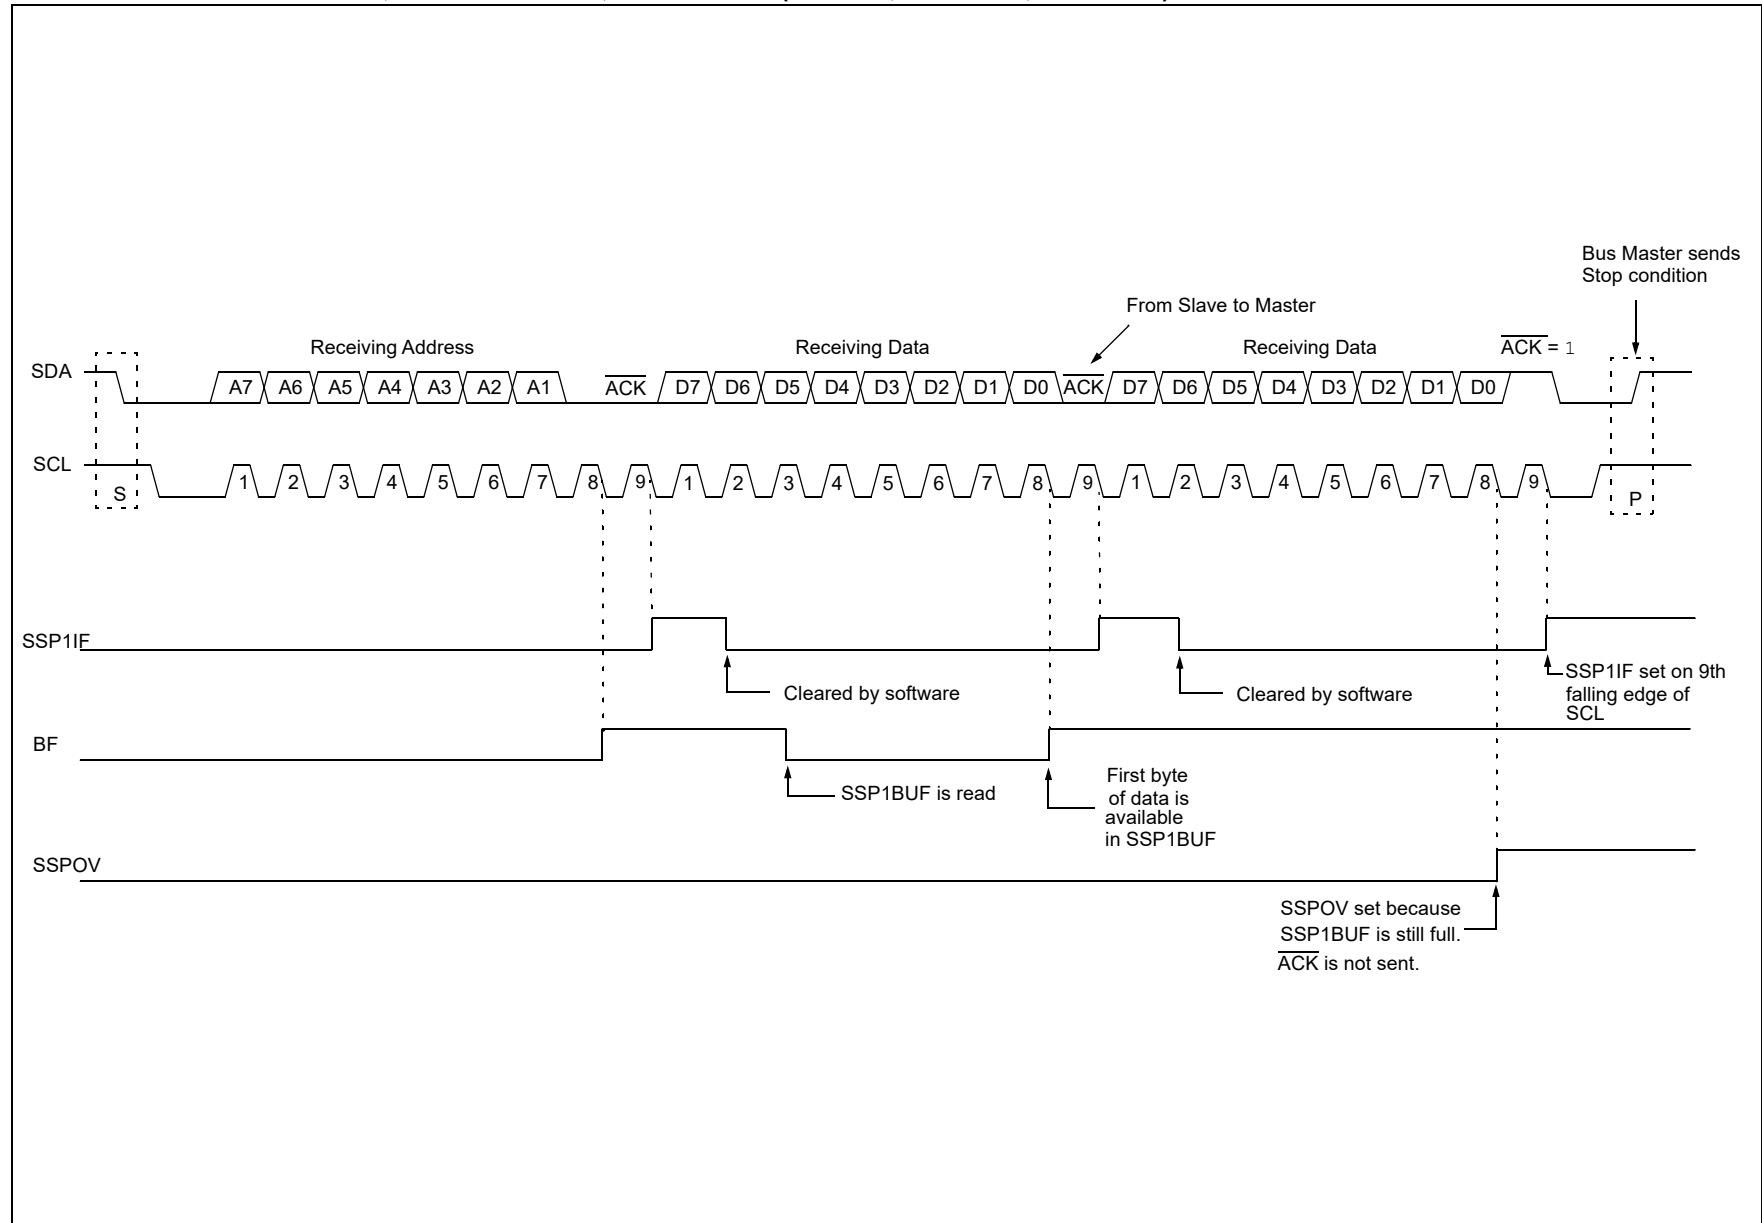 Bus Master sends
Stop condition
From Slave to Master
Receiving Address
Receiving Data
Receiving Data
ACK = 1
SDA
A7 A6 A5 A4 A3 A2 A1 ACK D7 D6 D5 D4 D3 D2 D1 D0 ACK D7 D6 D5 D4 D3 D2 D1 D0
SCL
S
1 2 3 4 5 6 7 8 9 1 2 3 4 5 6 7 8 9 1 2 3 4 5 6 7 8 9
P
SSP1IF
Cleared by software
Cleared by software
SSP1IF set on 9th
falling edge of
SCL
BF
SSP1BUF is read
First byte
of data is
available
in SSP1BUF
SSPOV
SSPOV set because
SSP1BUF is still full.
ACK is not sent.